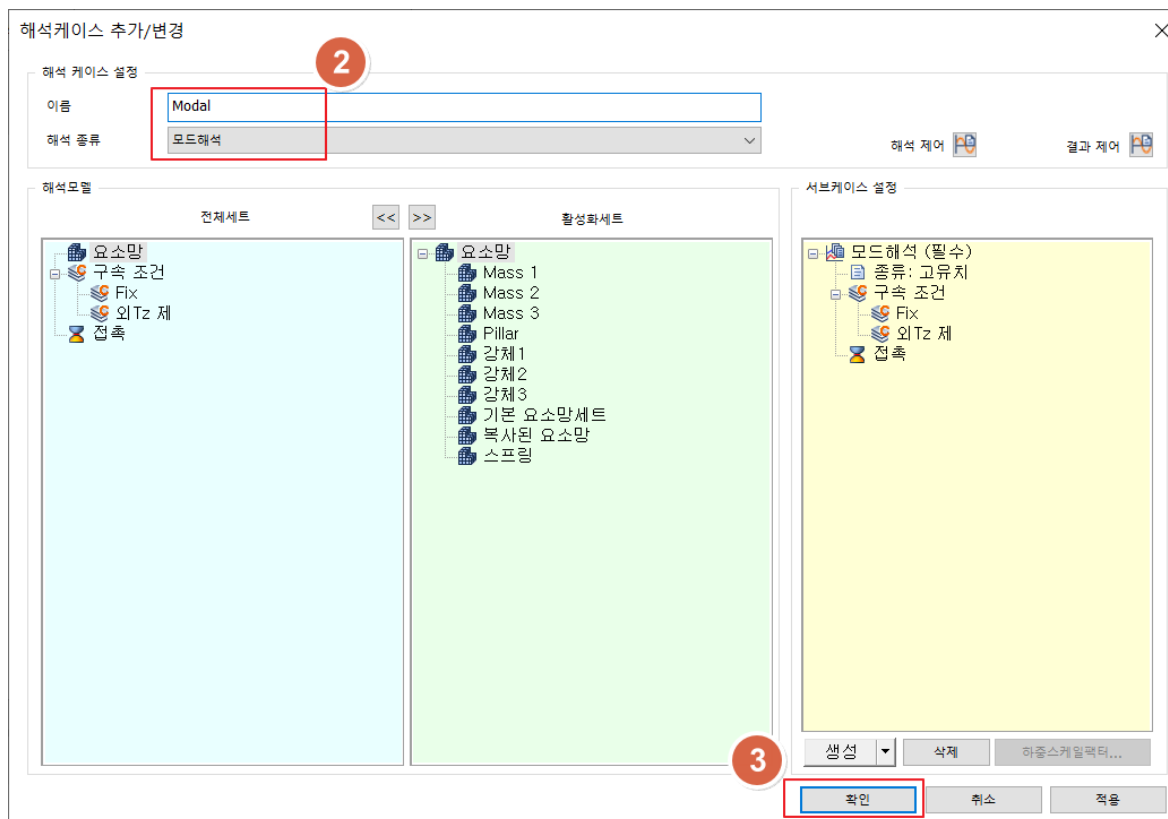 해석케이스 추가/변경
2
해석 케이스 설정
이름
Modal
해석 종류
모드해석
해석 제어
결과 제어
해석모델
전체세트
<<
>>
활성화세트
요소망
구속 조건
Fix
외Tz 제
접촉
요소망
Mass 1
Mass 2
Mass 3
Pillar
강체1
강체2
강체3
기본 요소망세트
복사된 요소망
스프링
서브케이스 설정
모드해석 (필수)
종류: 고유치
구속 조건
Fix
외Tz 제
접촉
생성
삭제
하중스케일팩터...
3
확인
취소
적용